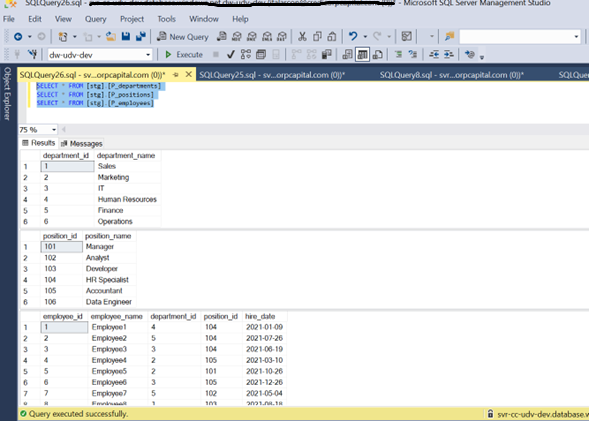 SQLQuery26.sql -
- Microsoft SQL Server Management Studio
File Edit View Query Project Tools Window Help
New Query
dw-udv-dev Execute
Object Explorer
SQLQuery26.sql - sv...orpcapital.com (0))* SQLQuery25.sql - sv...orpcapital.com (0))* SQLQuery8.sql - svr...orpcapital.com (0))* SQLQue
SELECT * FROM [stg].[P_departments]
SELECT * FROM [stg].[P_positions]
SELECT * FROM [stg].[P_employees]
75 %
Results Messages
department_id department_name
1 1 Sales
2 2 Marketing
3 3 IT
4 4 Human Resources
5 5 Finance
6 6 Operations
position_id position_name
1 101 Manager
2 102 Analyst
3 103 Developer
4 104 HR Specialist
5 105 Accountant
6 106 Data Engineer
employee_id employee_name department_id position_id hire_date
1 1 Employee1 4 104 2021-01-09
2 2 Employee2 5 104 2021-07-26
3 3 Employee3 3 104 2021-06-19
4 4 Employee4 2 105 2021-03-10
5 5 Employee5 2 101 2021-10-26
6 6 Employee6 3 105 2021-12-26
7 7 Employee7 5 102 2021-05-04
8 8 Employee8 1 103 2021-08-18
Query executed successfully. svr-cc-udv-dev.database.w